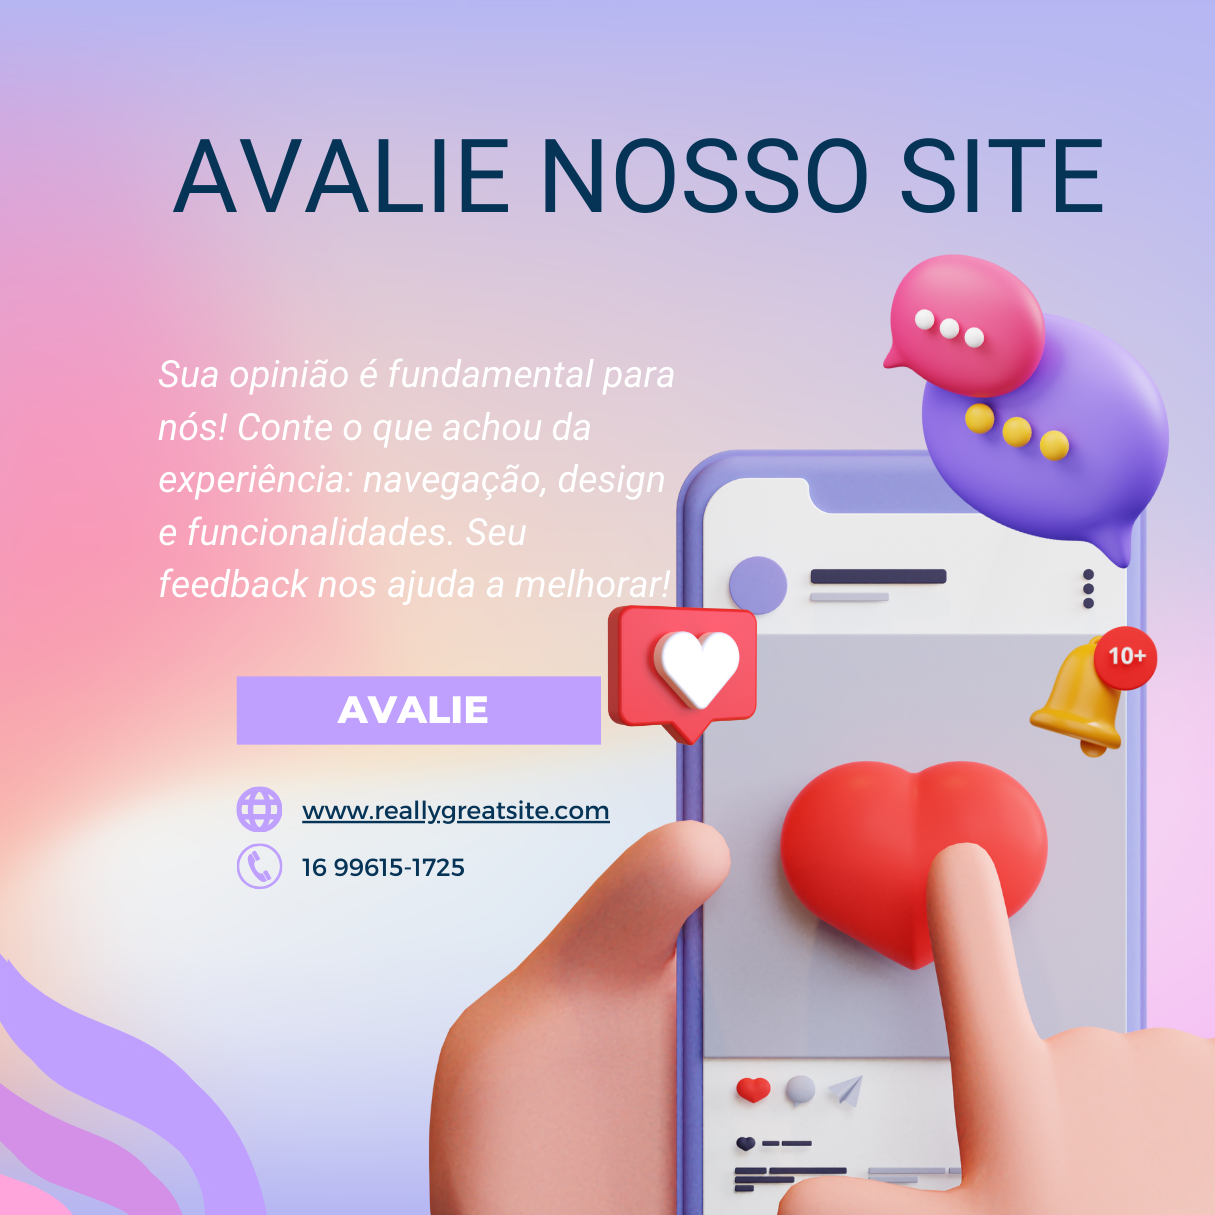 AVALIE NOSSO SITE
Sua opinião é fundamental para
nós! Conte o que achou da
experiência: navegação, design
e funcionalidades. Seu
feedback nos ajuda a melhorar!
10+
AVALIE
www.reallygreatsite.com
16 99615-1725